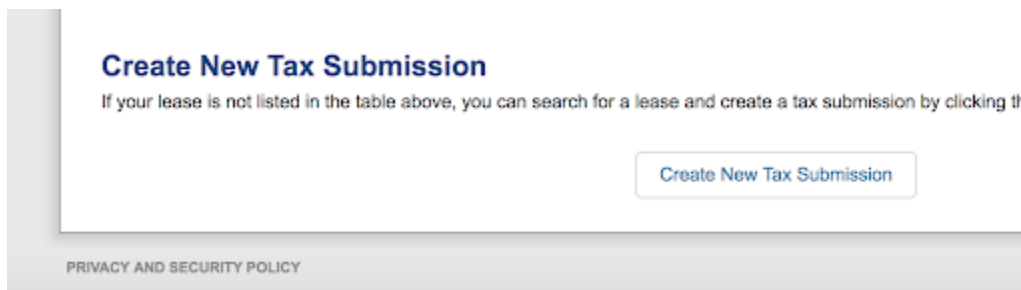 Create New Tax Submission
If your lease is not listed in the table above, you can search for a lease and create a tax submission by clicking
Create New Tax Submission
PRIVACY AND SECURITY POLICY